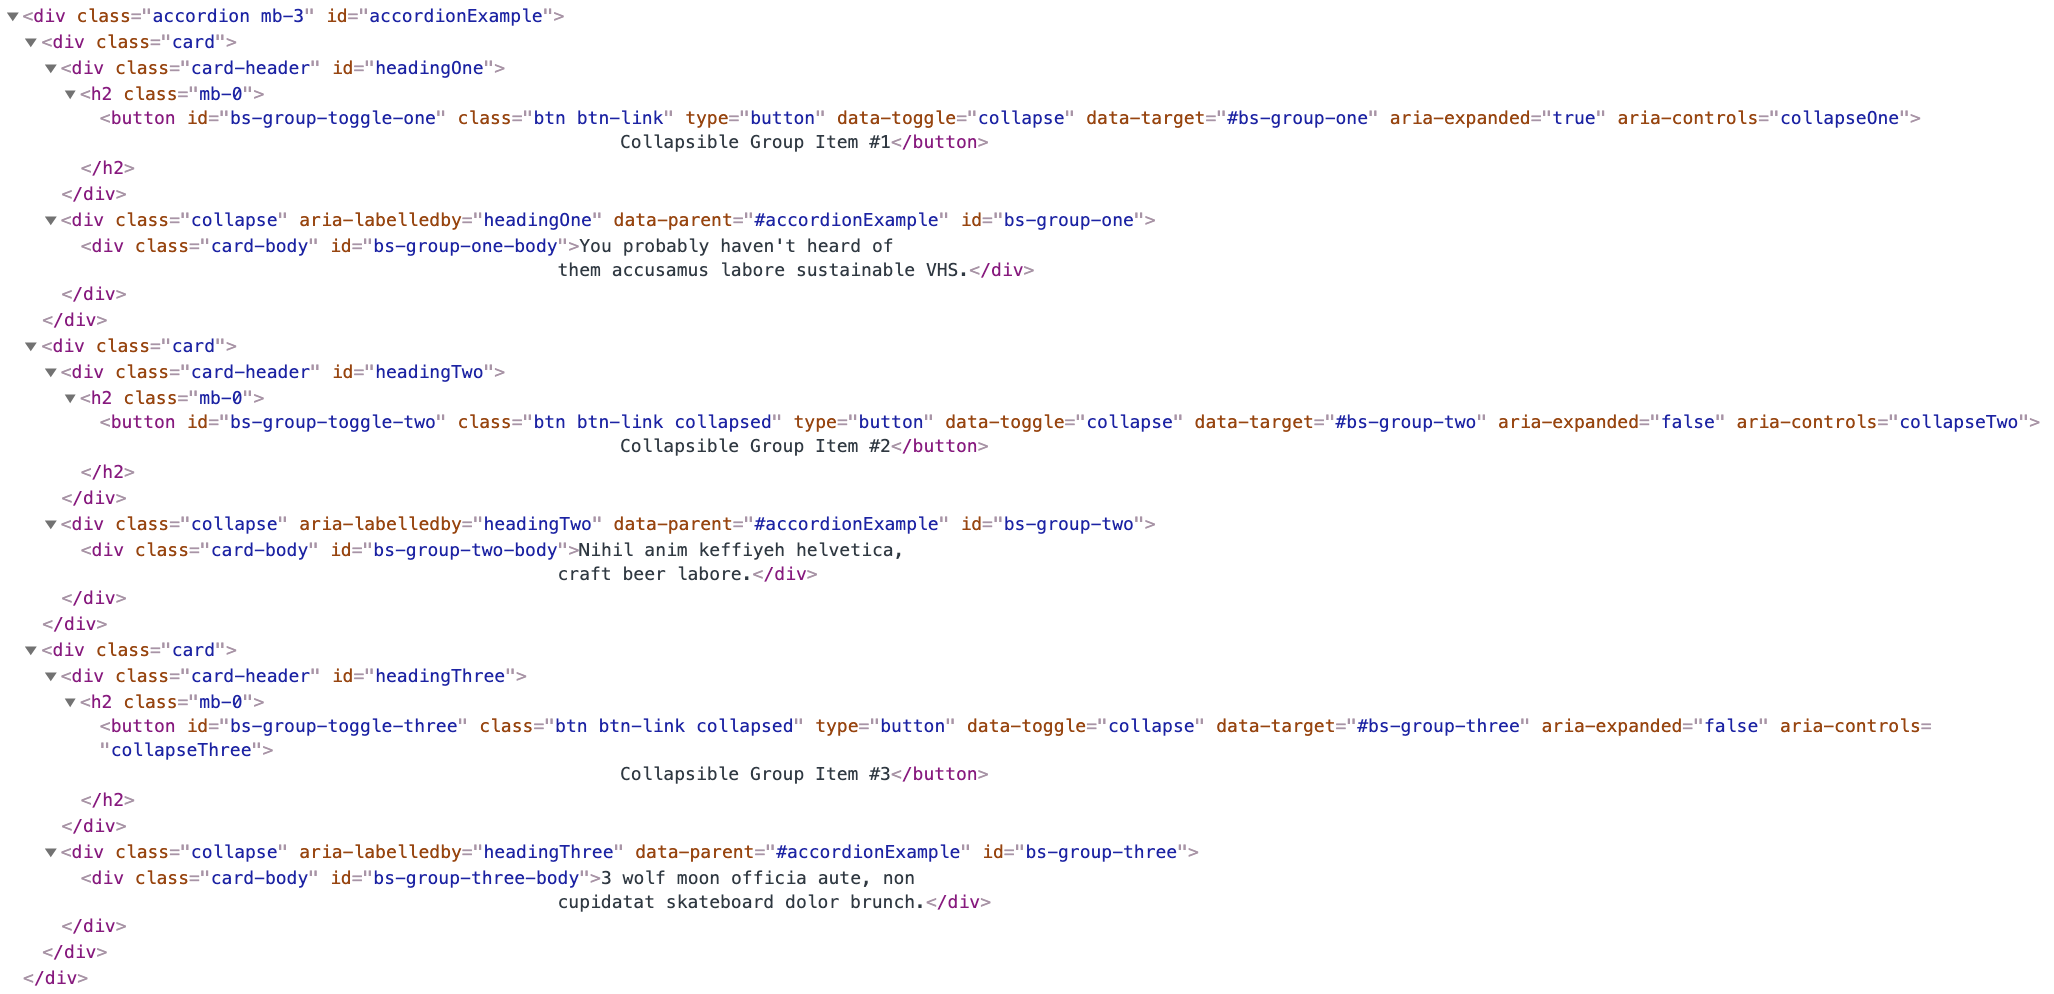 <div class="accordion mb-3" id="accordionExample">
<div class="card">
<div class="card-header" id="headingOne">
<h2 class="mb-0">
<button id="bs-group-toggle-one" class="btn btn-link" type="button" data-toggle="collapse" data-target="#bs-group-one" aria-expanded="true" aria-controls="collapseOne">
Collapsible Group Item #1</button>
</h2>
</div>
<div class="collapse" aria-labelledby="headingOne" data-parent="#accordionExample" id="bs-group-one">
<div class="card-body" id="bs-group-one-body">You probably haven't heard of
them accusamus labore sustainable VHS.</div>
</div>
</div>
<div class="card">
<div class="card-header" id="headingTwo">
<h2 class="mb-0">
<button id="bs-group-toggle-two" class="btn btn-link collapsed" type="button" data-toggle="collapse" data-target="#bs-group-two" aria-expanded="false" aria-controls="collapseTwo">
Collapsible Group Item #2</button>
</h2>
</div>
<div class="collapse" aria-labelledby="headingTwo" data-parent="#accordionExample" id="bs-group-two">
<div class="card-body" id="bs-group-two-body">Nihil anim keffiyeh helvetica,
craft beer labore.</div>
</div>
</div>
<div class="card">
<div class="card-header" id="headingThree">
<h2 class="mb-0">
<button id="bs-group-toggle-three" class="btn btn-link collapsed" type="button" data-toggle="collapse" data-target="#bs-group-three" aria-expanded="false" aria-controls=
"collapseThree">
Collapsible Group Item #3</button>
</h2>
</div>
<div class="collapse" aria-labelledby="headingThree" data-parent="#accordionExample" id="bs-group-three">
<div class="card-body" id="bs-group-three-body">3 wolf moon officia aute, non
cupidatat skateboard dolor brunch.</div>
</div>
</div>
</div>